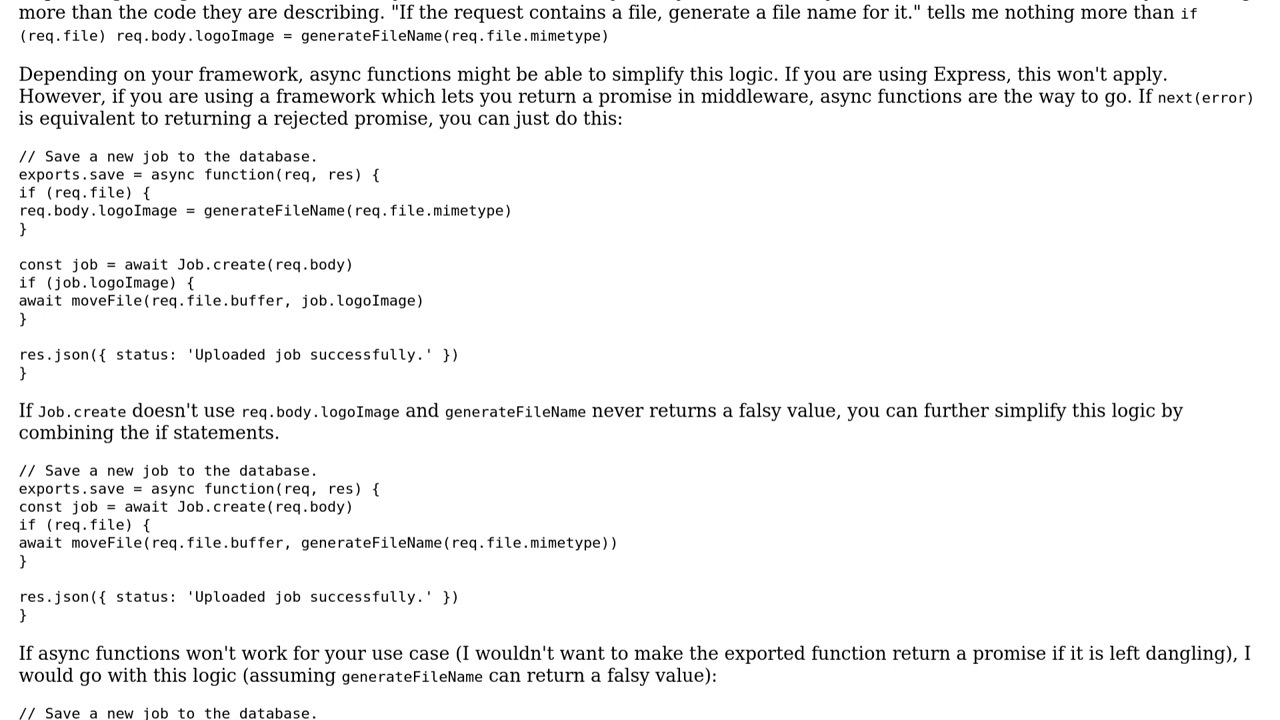 more than the code they are describing. "If the request contains a file, generate a file name for it." tells me nothing more than if
(req.file) req.body.logoImage = generateFileName(req.file.mimetype)
Depending on your framework, async functions might be able to simplify this logic. If you are using Express, this won't apply.
However, if you are using a framework which lets you return a promise in middleware, async functions are the way to go. If next(error)
is equivalent to returning a rejected promise, you can just do this:
// Save a new job to the database.
exports.save = async function(req, res) {
if (req.file) {
req.body.logoImage = generateFileName(req.file.mimetype)
}
const job = await Job.create(req.body)
if (job.logoImage) {
await moveFile(req.file.buffer, job.logoImage)
}
res.json({ status: 'Uploaded job successfully.' })
}
If Job.create doesn't use req.body.logoImage and generateFileName never returns a falsy value, you can further simplify this logic by
combining the if statements.
// Save a new job to the database.
exports.save = async function(req, res) {
const job = await Job.create(req.body)
if (req.file) {
await moveFile(req.file.buffer, generateFileName(req.file.mimetype))
}
res.json({ status: 'Uploaded job successfully.' })
}
If async functions won't work for your use case (I wouldn't want to make the exported function return a promise if it is left dangling), I
would go with this logic (assuming generateFileName can return a falsy value):
// Save a new job to the database.